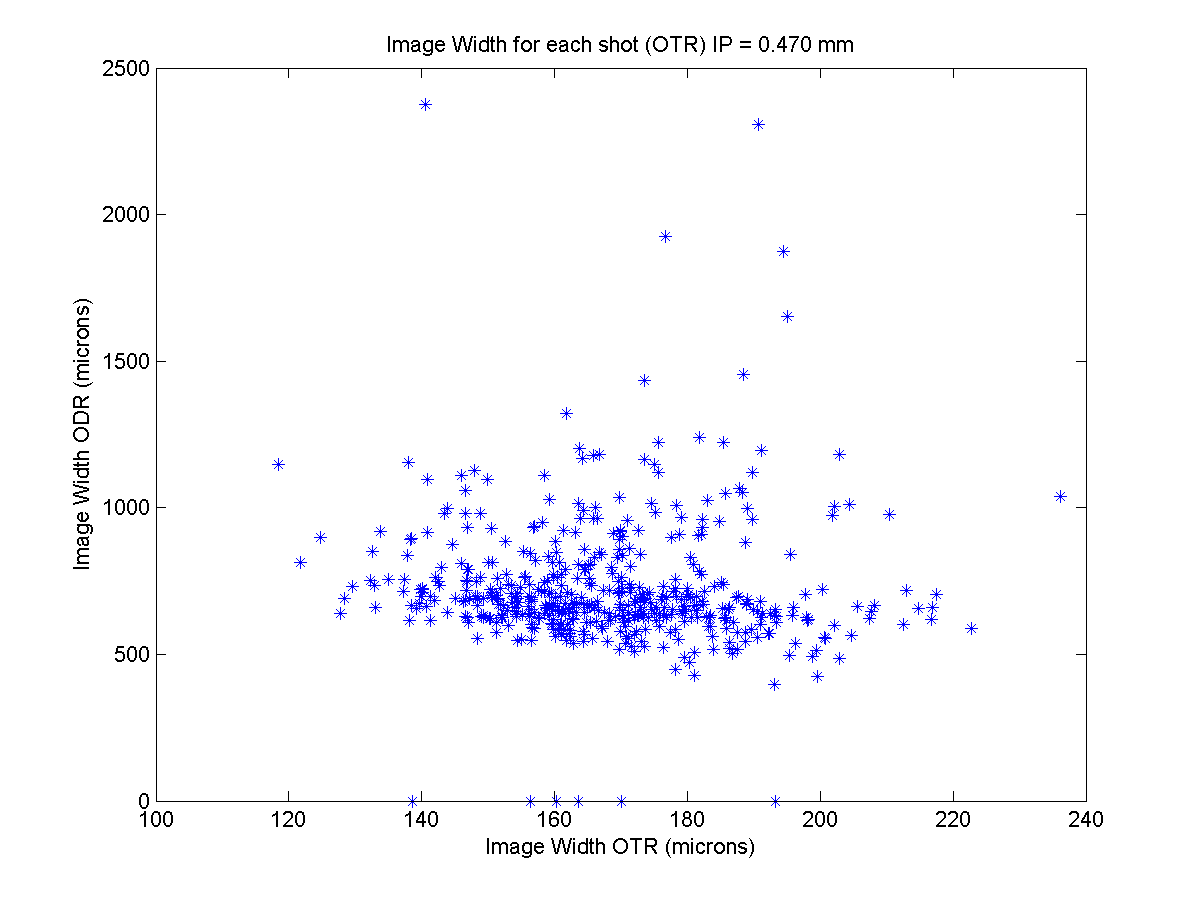 Image Width for each shot (OTR) IP = 0.470 mm
2500
2000
1500
1000
500
0
Image Width ODR (microns)
100 120 140 160 180 200 220 240
Image Width OTR (microns)